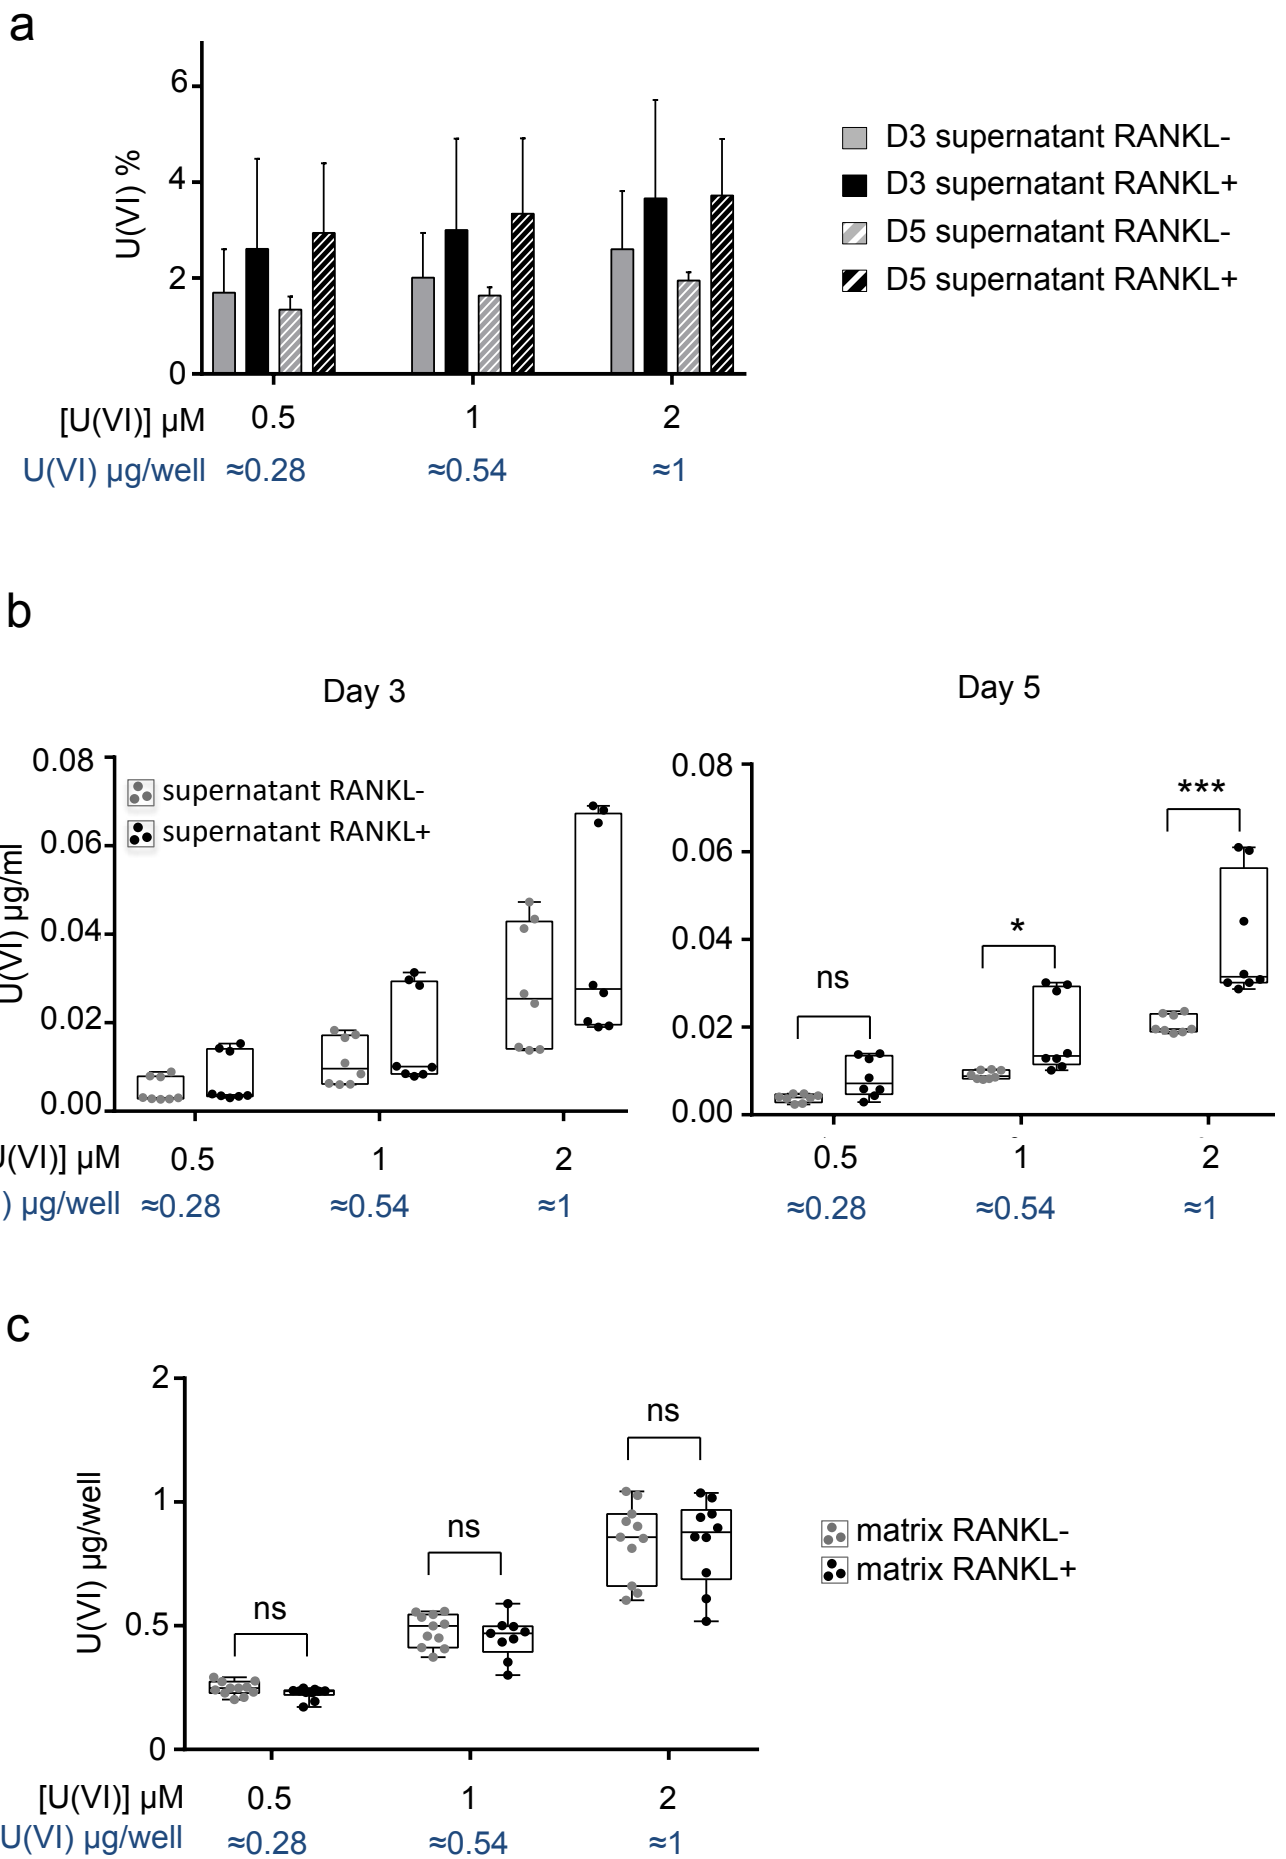 a
6
4
2
0
U(VI) %
D3 supernatant RANKL-
D3 supernatant RANKL+
D5 supernatant RANKL-
D5 supernatant RANKL+
[U(VI)] µM 0.5 1 2
U(VI) µg/well ≈0.28 ≈0.54 ≈1
b
Day 3
0.08
0.06
0.04
0.02
0.00
U(VI) µg/ml
supernatant RANKL-
supernatant RANKL+
(VI)] µM 0.5 1 2
) µg/well ≈0.28 ≈0.54 ≈1
Day 5
0.08
0.06
0.04
0.02
0.00
ns
*
***
0.5 1 2
≈0.28 ≈0.54 ≈1
c
2
1
0.5
0
U(VI) µg/well
ns
ns
ns
matrix RANKL-
matrix RANKL+
[U(VI)] µM 0.5 1 2
U(VI) µg/well ≈0.28 ≈0.54 ≈1